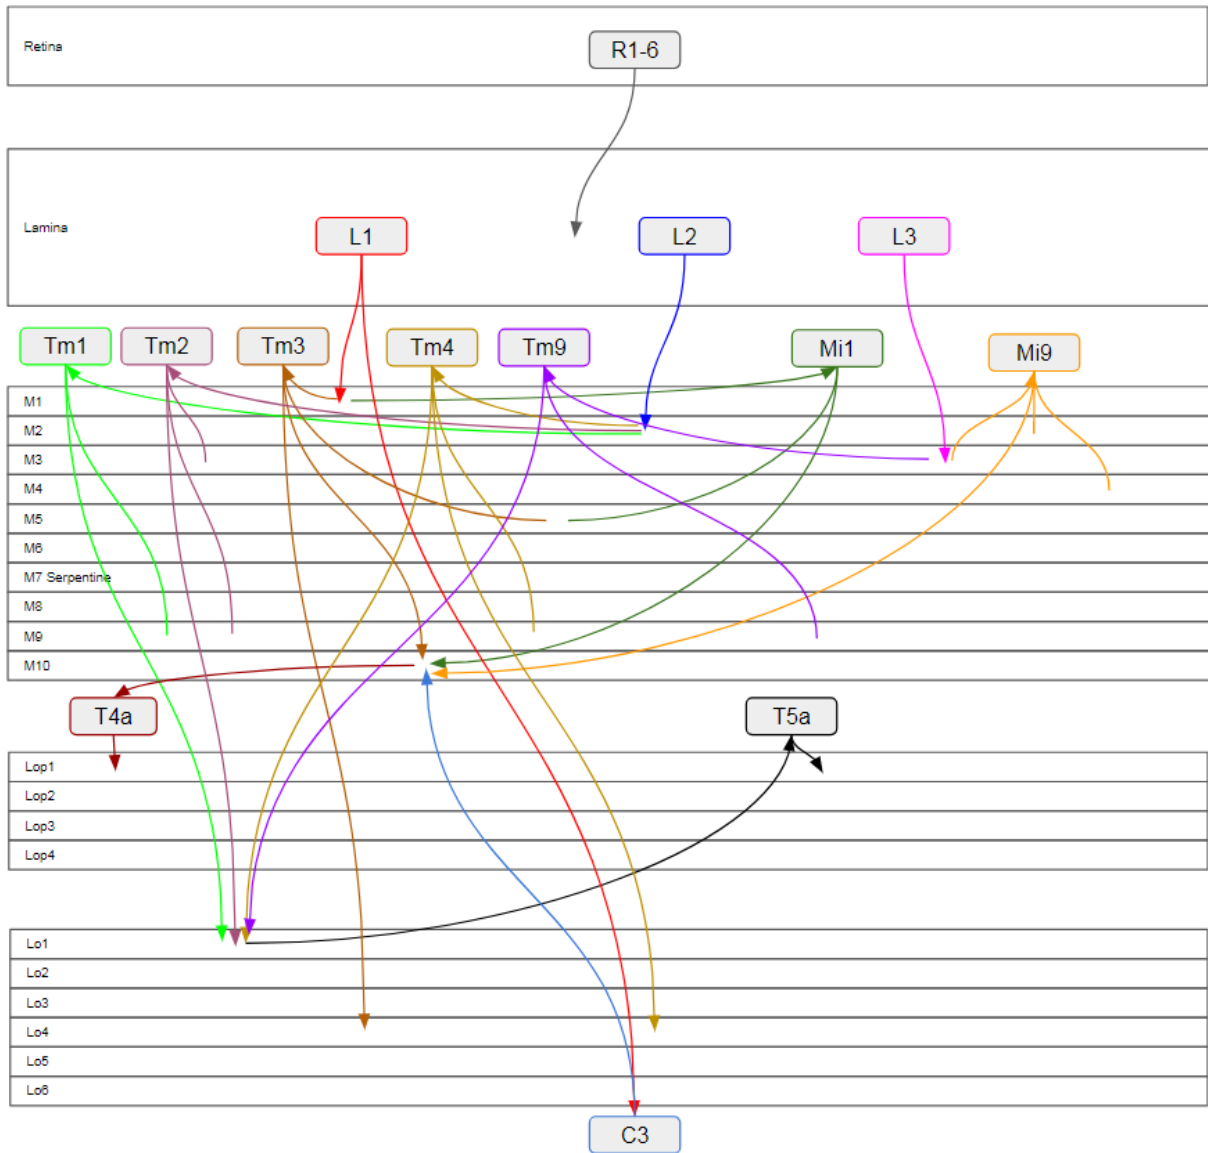 Retina
R1-6
Lamina
L1
L2
L3
Tm1
Tm2
Tm3
Tm4
Tm9
Mi1
Mi9
M1
M2
M3
M4
M5
M6
M7 Serpentine
M8
M9
M10
T4a
T5a
Lop1
Lop2
Lop3
Lop4
Lo1
Lo2
Lo3
Lo4
Lo5
Lo6
C3